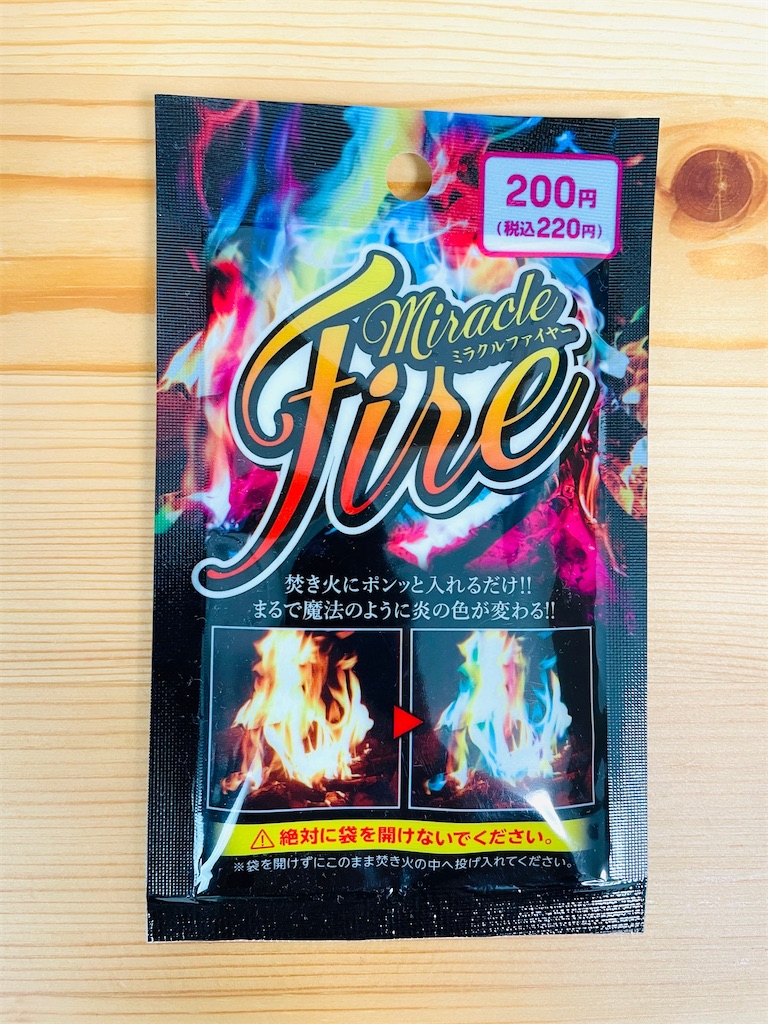 200円
(税込220円)
Miracle
ミラクルファイヤー
Fire
焚き火にポンッと入れるだけ!!
まるで魔法のように炎の色が変わる!!
絶対に袋を開けないでください。
※袋を開けずにこのまま焚き火の中へ投げ入れてください。